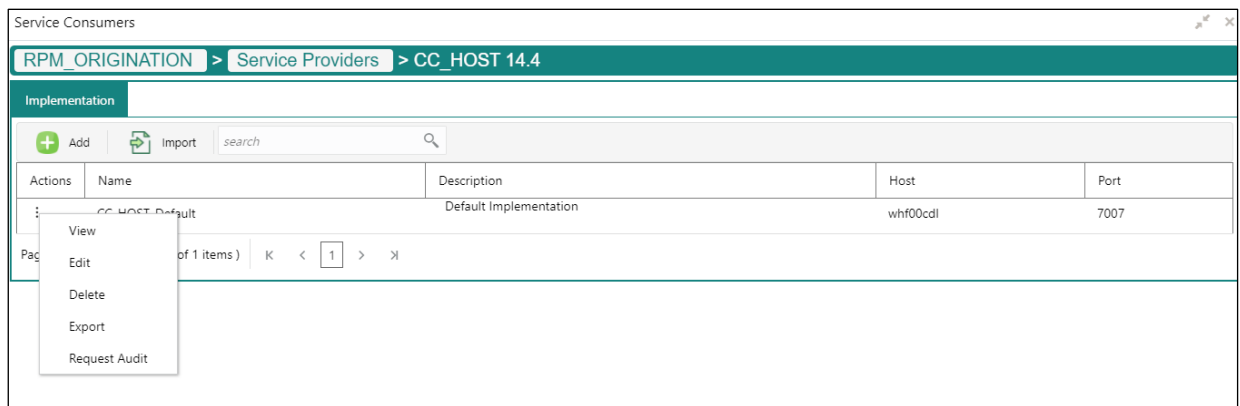 Service Consumers
RPM_ORIGINATION > Service Providers > CC_HOST 14.4
Implementation
Add Import search
Actions Name Description Host Port
CC_HOST_Default Default Implementation whf00cdl 7007
View
of 1 items ) K < 1 > >|
Edit
Delete
Export
Request Audit